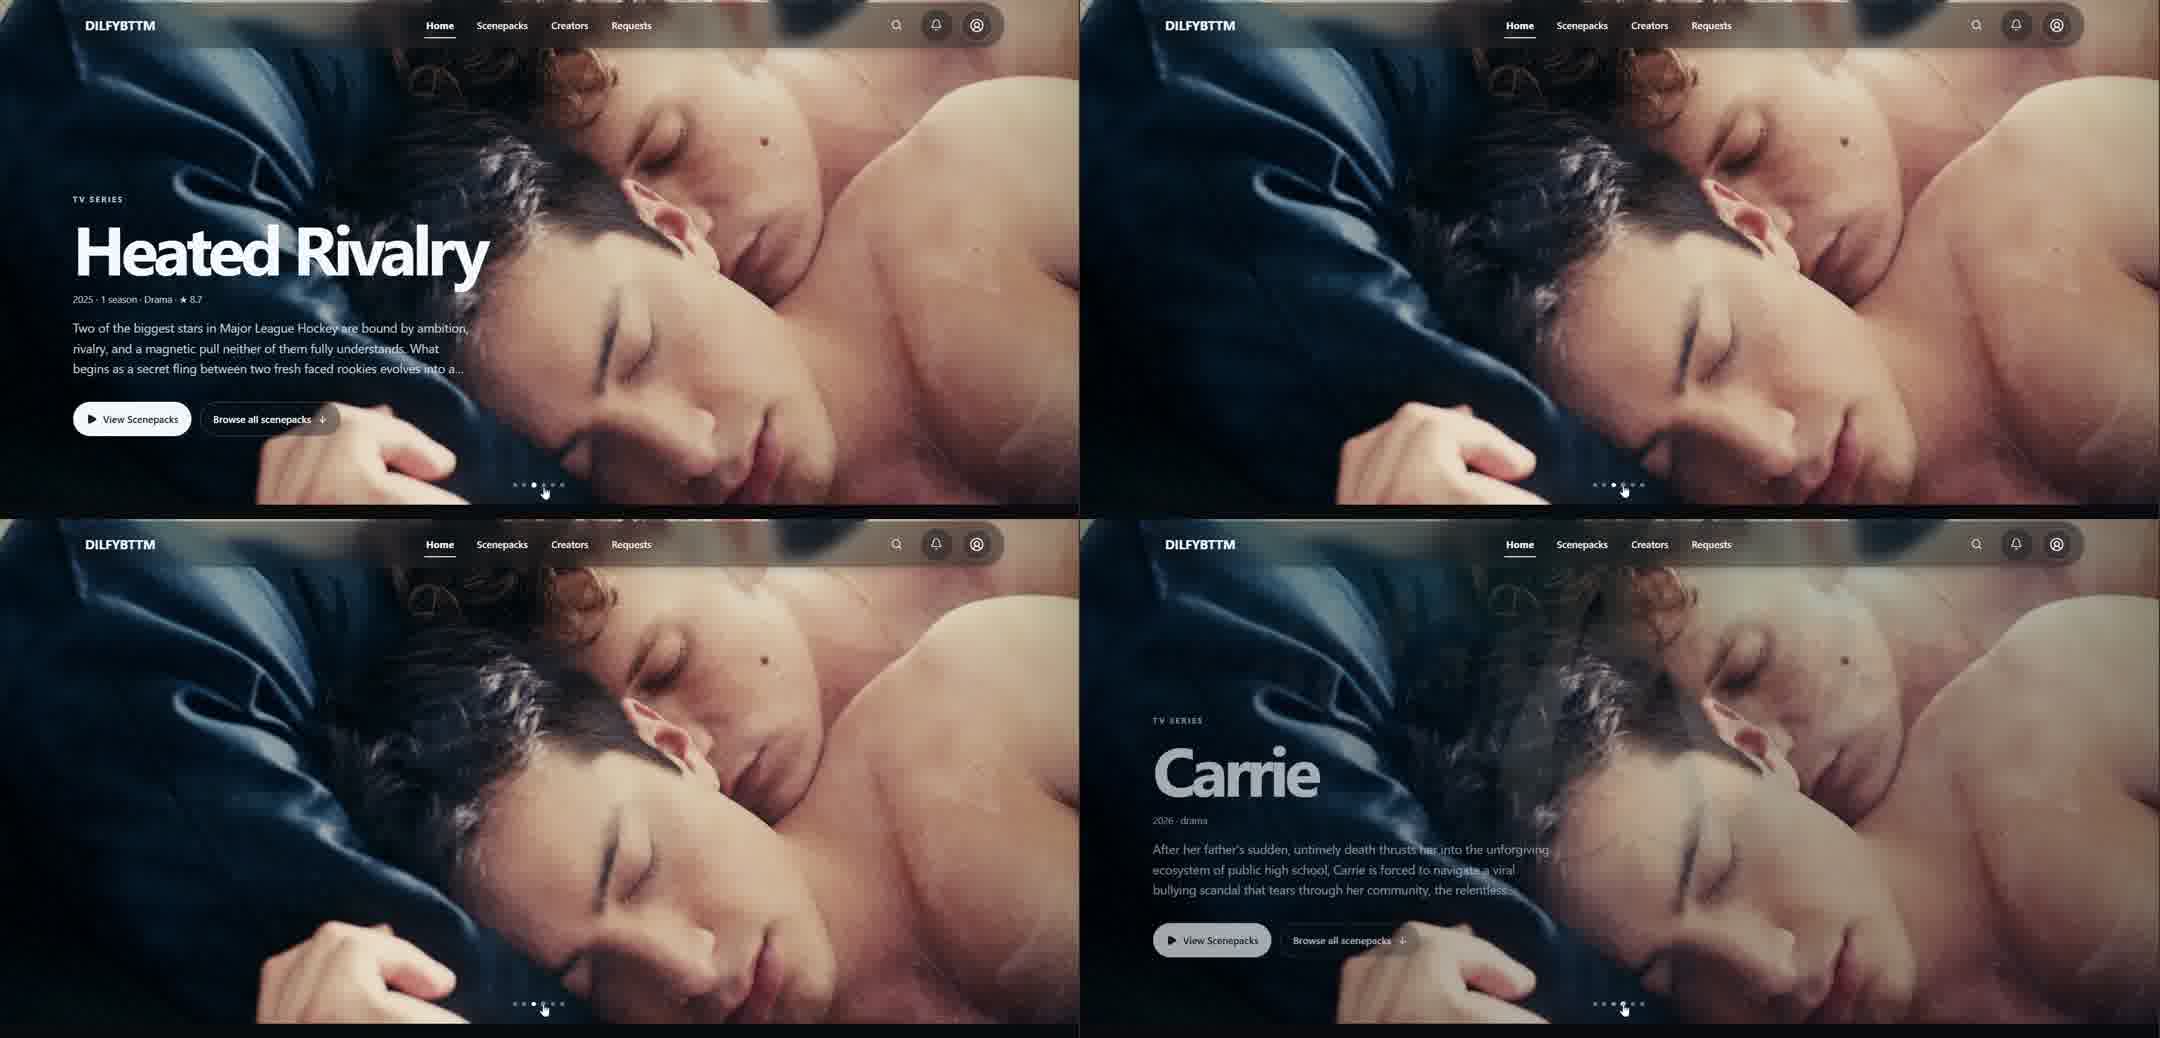 DILFYBTTM
Home Scenepacks Creators Requests
TV SERIES
Heated Rivalry
2025 · 1 season · Drama · ★ 8.7
Two of the biggest stars in Major League Hockey are bound by ambition,
rivalry, and a magnetic pull neither of them fully understands. What
begins as a secret fling between two fresh faced rookies evolves into a...
View Scenepacks
Browse all scenepacks ↓
DILFYBTTM
Home Scenepacks Creators Requests
DILFYBTTM
Home Scenepacks Creators Requests
DILFYBTTM
Home Scenepacks Creators Requests
TV SERIES
Carrie
2026 · drama
After her father's sudden, untimely death thrusts her into the unforgiving
ecosystem of public high school, Carrie is forced to navigate a viral
bullying scandal that tears through her community, the relentless...
View Scenepacks
Browse all scenepacks ↓